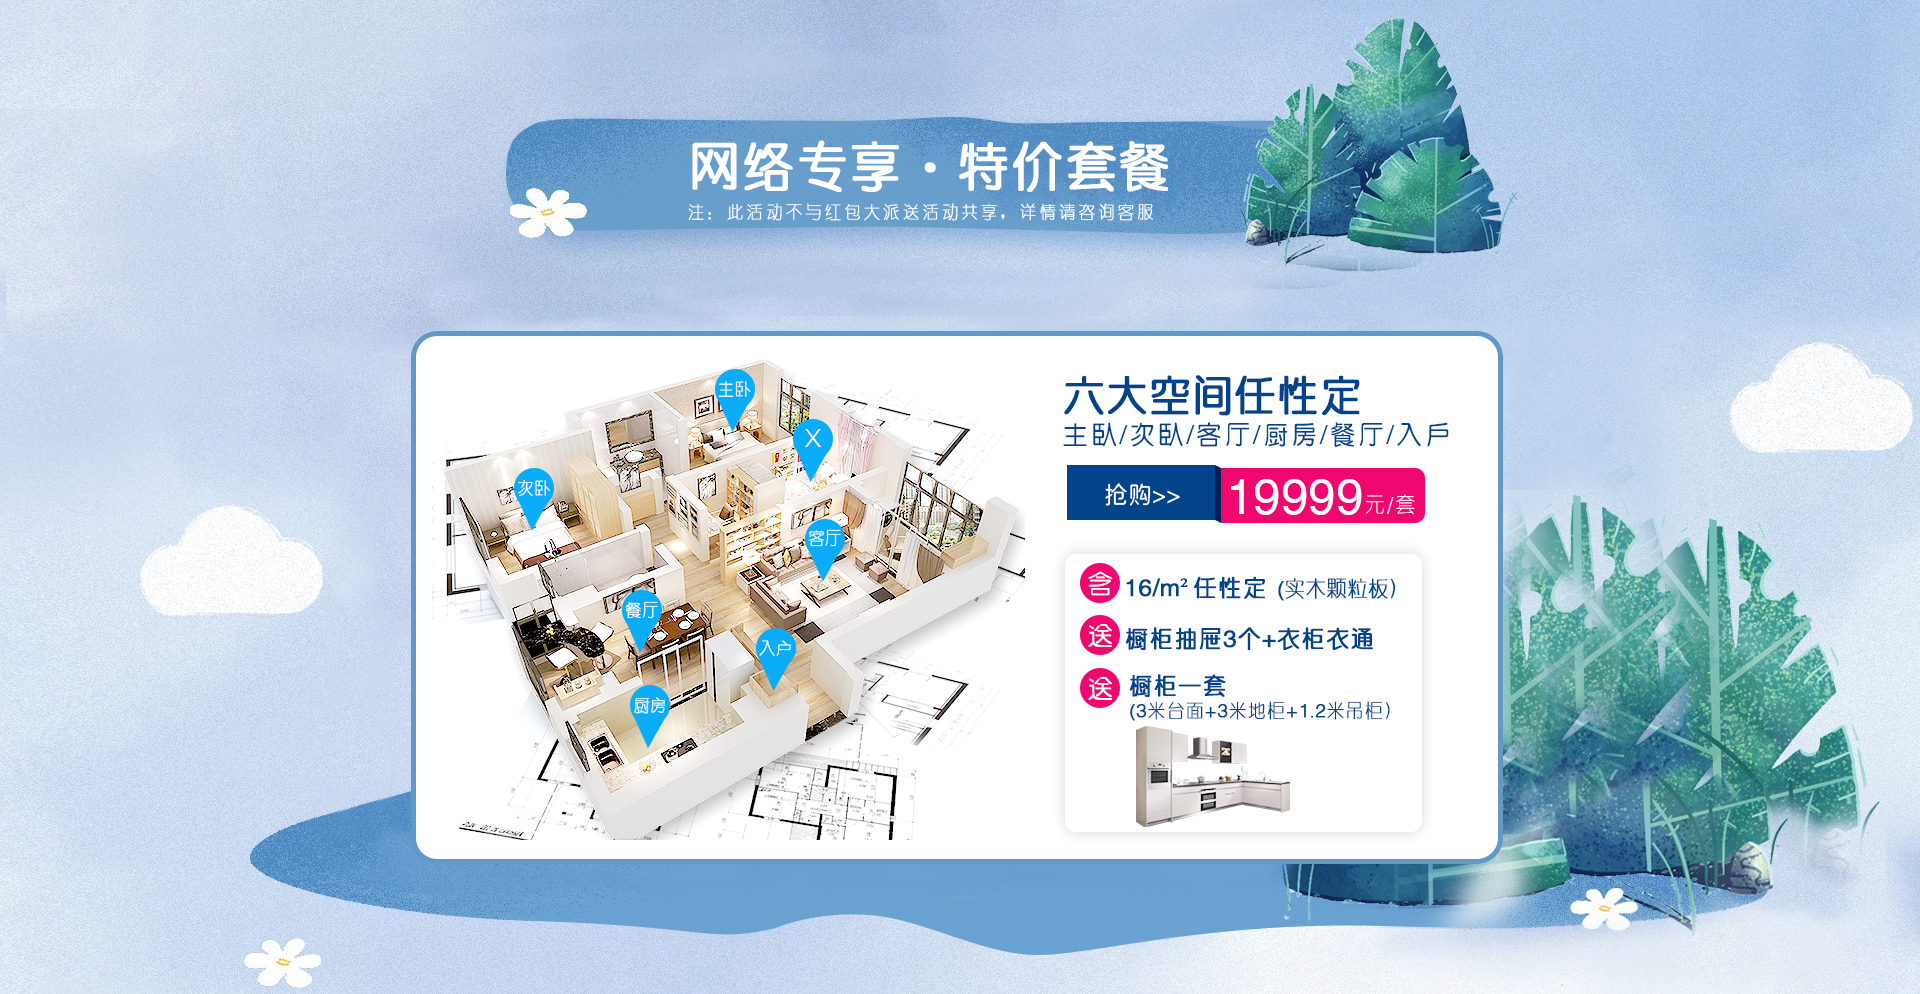 网络专享·特价套餐
注：此活动不与红包大派送活动共享，详情请咨询客服
主卧
X
次卧
客厅
餐厅
入户
厨房
六大空间任性定
主卧/次卧/客厅/厨房/餐厅/入户
抢购>>
19999元/套
含 16/m² 任性定 (实木颗粒板)
送 橱柜抽屉3个+衣柜衣通
送 橱柜一套
(3米台面+3米地柜+1.2米吊柜)